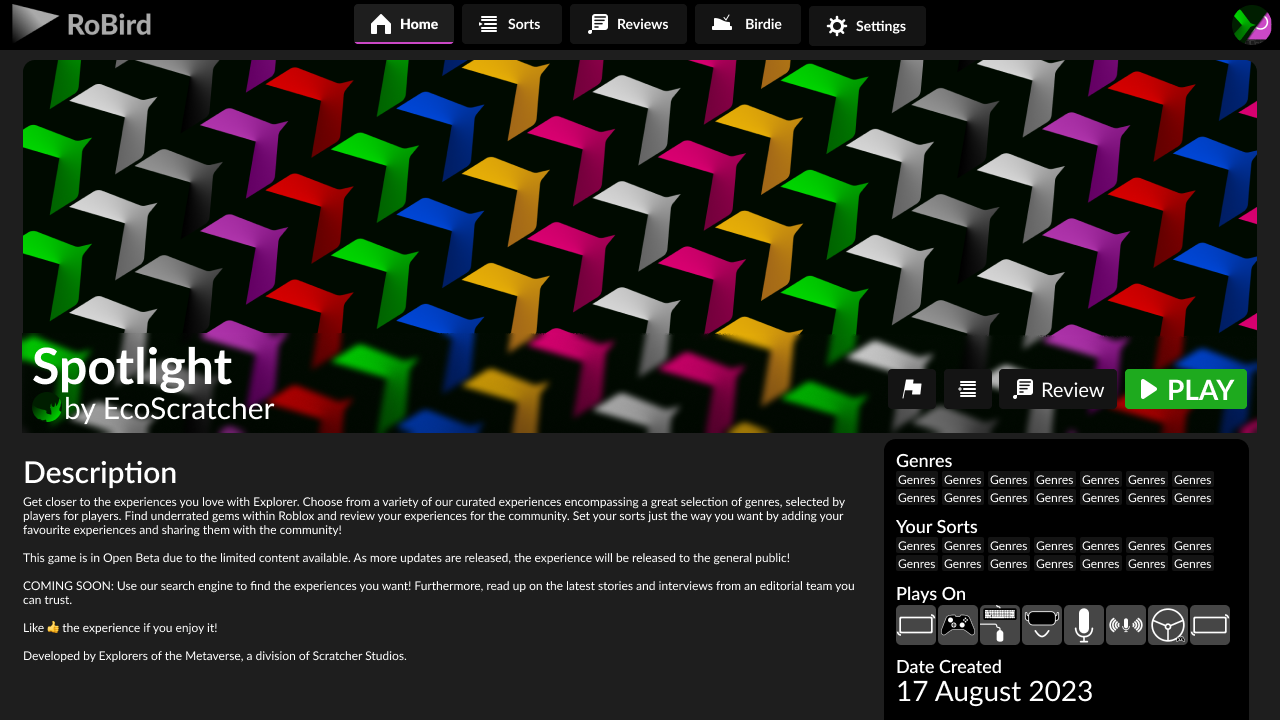 RoBird
Home
Sorts
Reviews
Birdie
Settings
Spotlight
by EcoScratcher
Review
PLAY
Description
Get closer to the experiences you love with Explorer. Choose from a variety of our curated experiences encompassing a great selection of genres, selected by
players for players. Find underrated gems within Roblox and review your experiences for the community. Set your sorts just the way you want by adding your
favourite experiences and sharing them with the community!
This game is in Open Beta due to the limited content available. As more updates are released, the experience will be released to the general public!
COMING SOON: Use our search engine to find the experiences you want! Furthermore, read up on the latest stories and interviews from an editorial team you
can trust.
Like 👍 the experience if you enjoy it!
Developed by Explorers of the Metaverse, a division of Scratcher Studios.
Genres
Genres Genres Genres Genres Genres Genres Genres
Genres Genres Genres Genres Genres Genres Genres
Your Sorts
Genres Genres Genres Genres Genres Genres Genres
Genres Genres Genres Genres Genres Genres Genres
Plays On
Date Created
17 August 2023